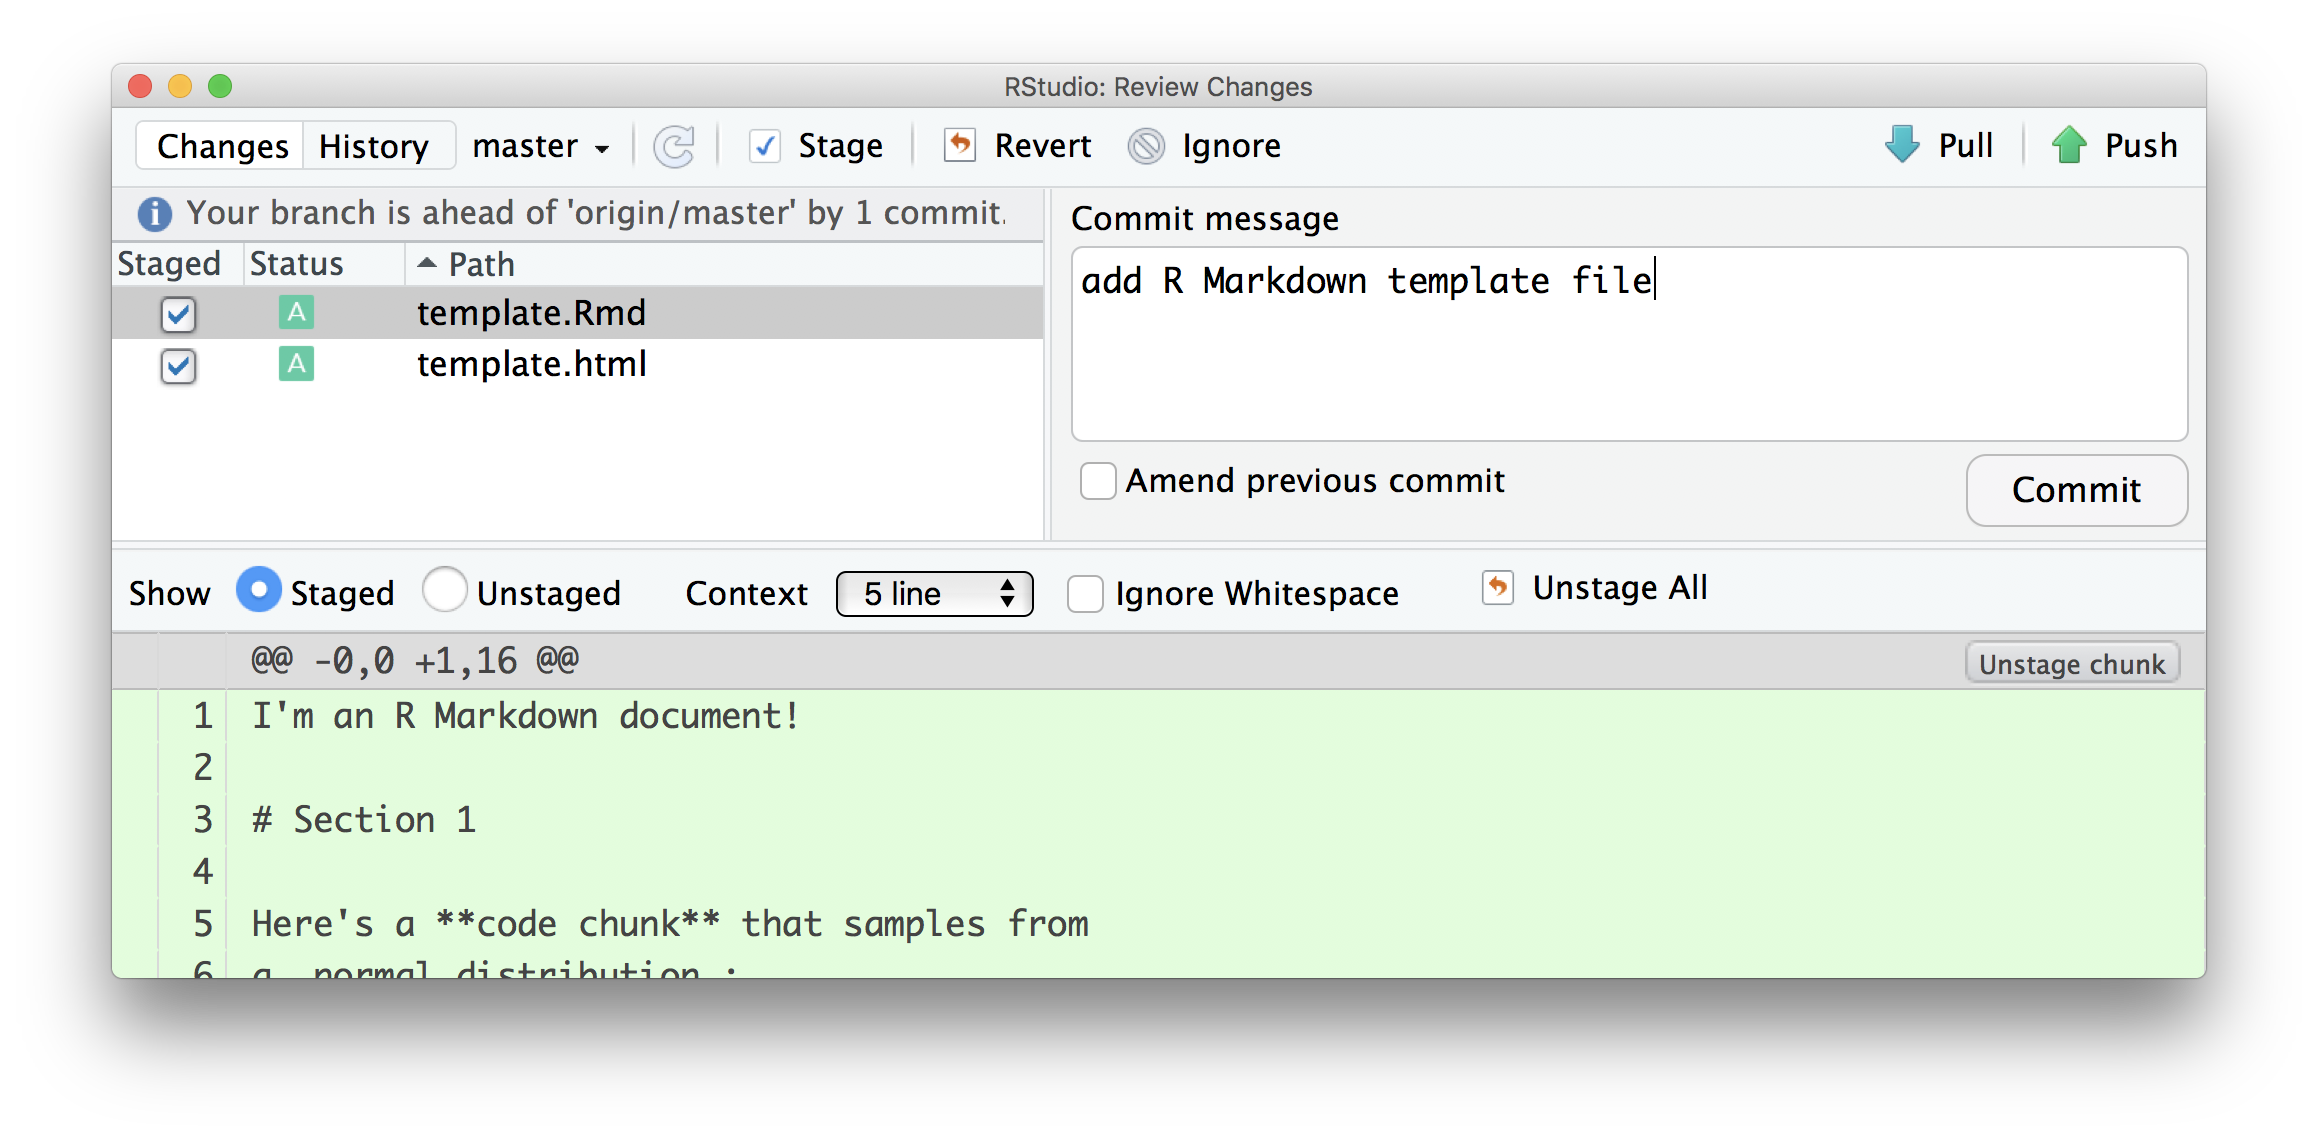 RStudio: Review Changes
Changes History master Stage Revert Ignore Pull Push
Your branch is ahead of 'origin/master' by 1 commit.
Staged Status Path
A template.Rmd
A template.html
Commit message
add R Markdown template file
Amend previous commit
Commit
Show Staged Unstaged Context 5 line Ignore Whitespace Unstage All
@@ -0,0 +1,16 @@ Unstage chunk
1 I'm an R Markdown document!
2
3 # Section 1
4
5 Here's a **code chunk** that samples from
6 a normal distribution :